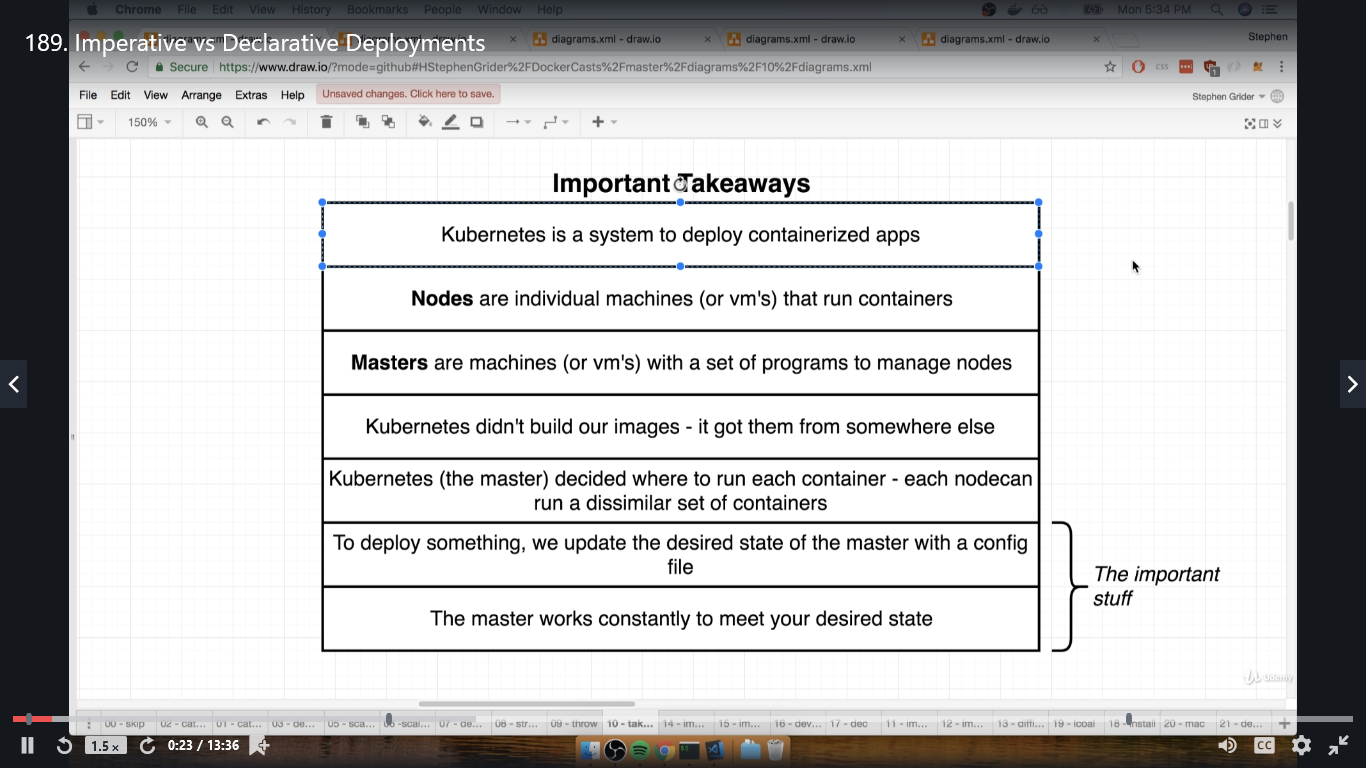 Chrome File Edit View History Bookmarks People Window Help Mon 5:34 PM
189. Imperative vs Declarative Deployments
diagrams.xml - draw.io diagrams.xml - draw.io diagrams.xml - draw.io Stephen
Secure https://www.draw.io/?mode=github#HStephenGrider%2FDockerCasts%2Fmaster%2Fdiagrams%2F10%2Fdiagrams.xml
File Edit View Arrange Extras Help Unsaved changes. Click here to save. Stephen Grider
150%
Important Takeaways
Kubernetes is a system to deploy containerized apps
Nodes are individual machines (or vm's) that run containers
Masters are machines (or vm's) with a set of programs to manage nodes
Kubernetes didn't build our images - it got them from somewhere else
Kubernetes (the master) decided where to run each container - each nodecan
run a dissimilar set of containers
To deploy something, we update the desired state of the master with a config
file
The master works constantly to meet your desired state
The important
stuff
Udemy
00 - skip 02 - cat... 01 - cat... 03 - de... 05 - sca... 06 -scal... 07 - de... 08 - str... 09 - throw 10 - tak... 14 - im... 15 - im... 16 - dev... 17 - dec 11 - im... 12 - im... 13 - diffi... 19 - icoal 18 - install 20 - mac 21 - de...
1.5 x 0:23 / 13:36 CC